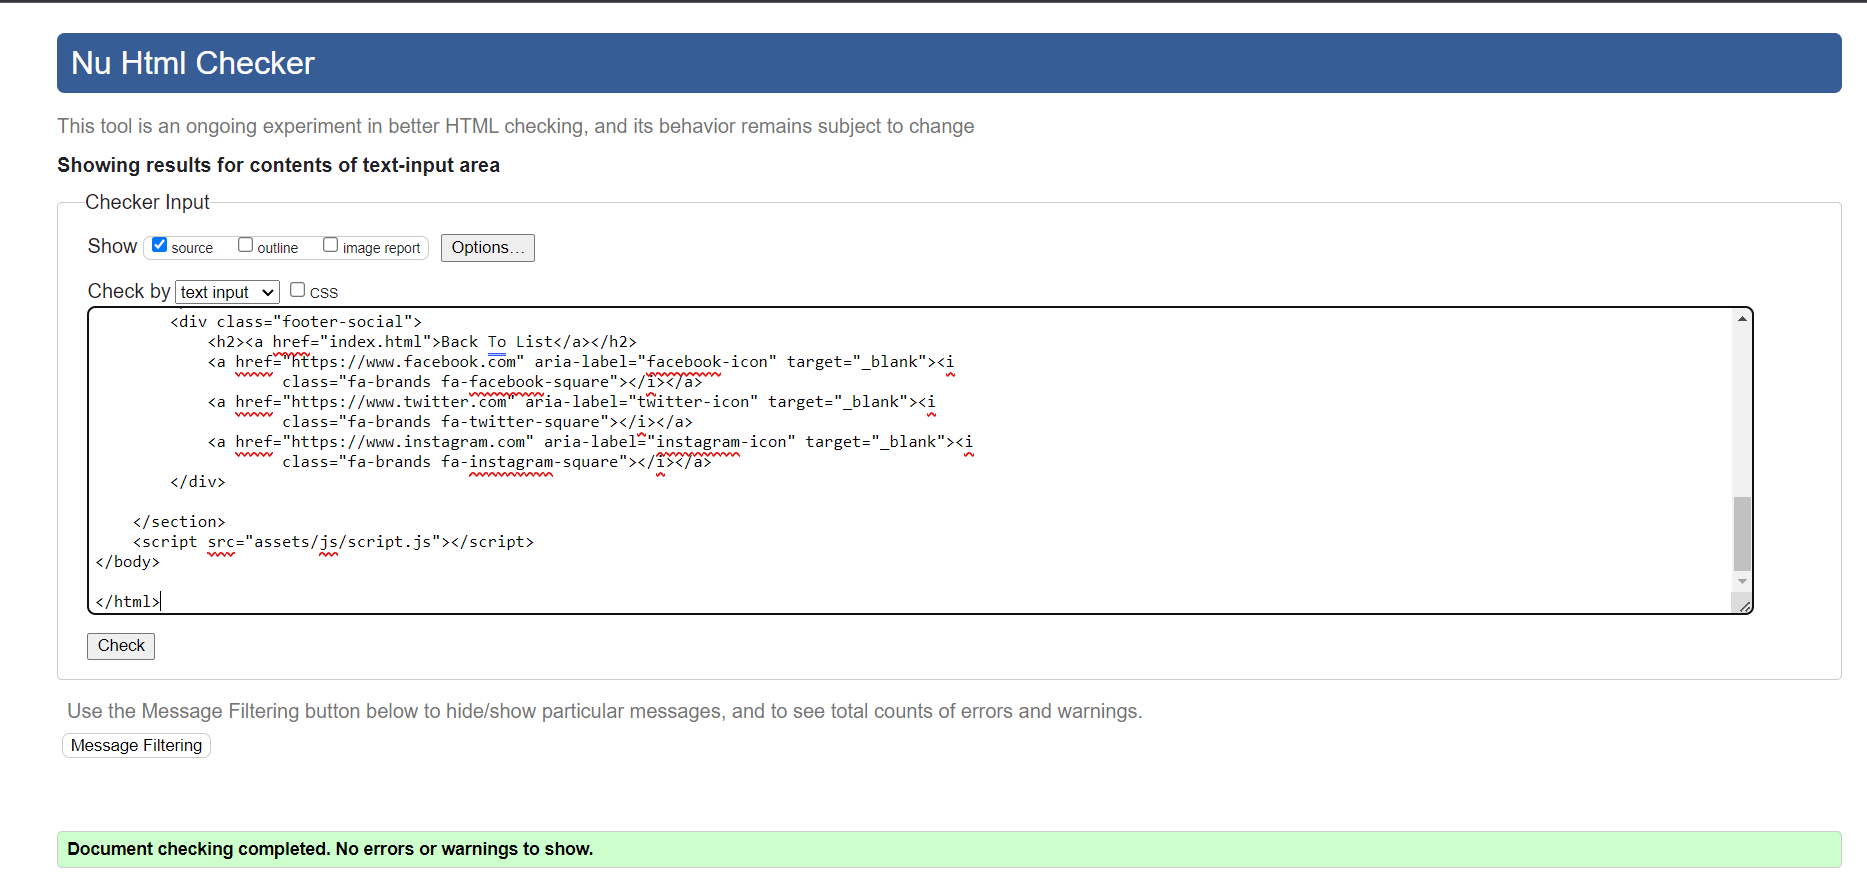 Nu Html Checker
This tool is an ongoing experiment in better HTML checking, and its behavior remains subject to change
Showing results for contents of text-input area
Checker Input
Show source outline image report Options...
Check by text input CSS
<div class="footer-social">
<h2><a href="index.html">Back To List</a></h2>
<a href="https://www.facebook.com" aria-label="facebook-icon" target="_blank"><i
class="fa-brands fa-facebook-square"></i></a>
<a href="https://www.twitter.com" aria-label="twitter-icon" target="_blank"><i
class="fa-brands fa-twitter-square"></i></a>
<a href="https://www.instagram.com" aria-label="instagram-icon" target="_blank"><i
class="fa-brands fa-instagram-square"></i></a>
</div>
</section>
<script src="assets/js/script.js"></script>
</body>
</html>
Check
Use the Message Filtering button below to hide/show particular messages, and to see total counts of errors and warnings.
Message Filtering
Document checking completed. No errors or warnings to show.